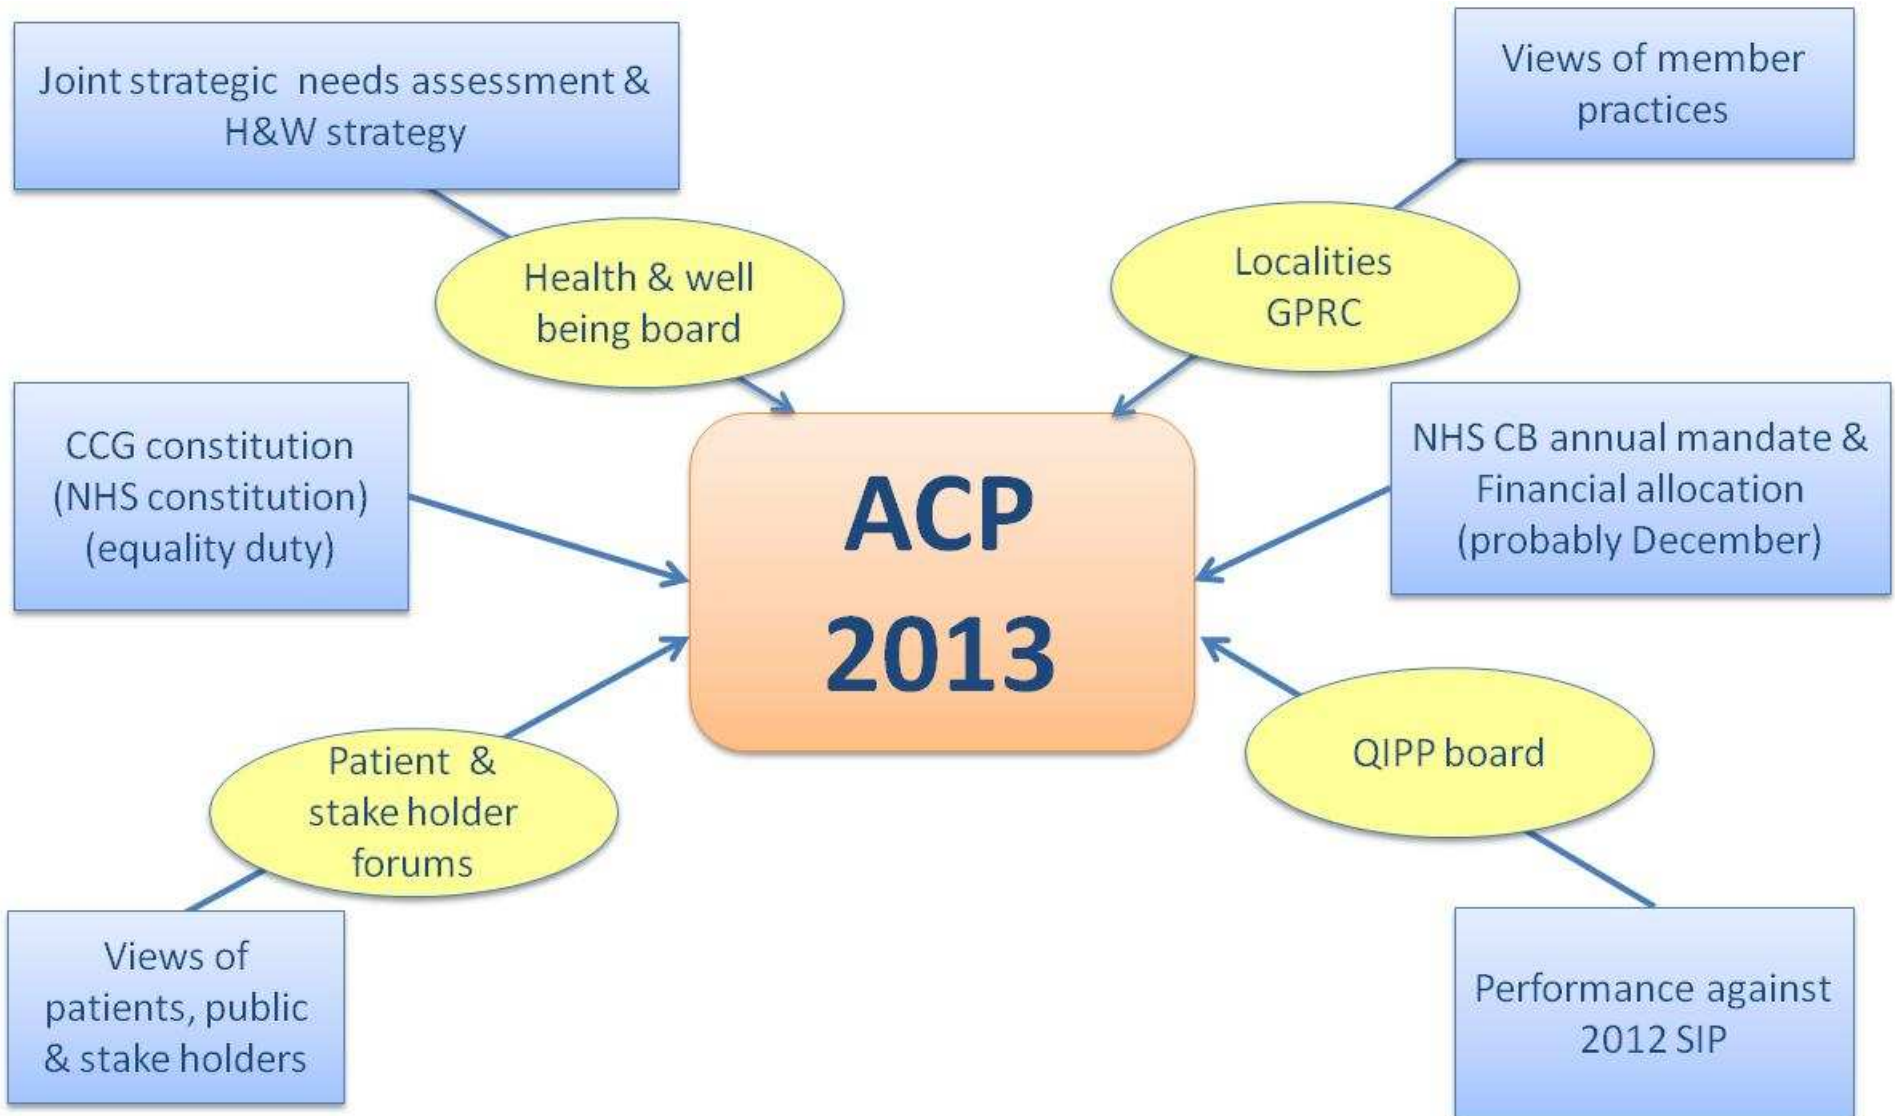 Joint strategic needs assessment &
H&W strategy
Views of member
practices
Health & well
being board
Localities
GPRC
CCG constitution
(NHS constitution)
(equality duty)
ACP
2013
NHS CB annual mandate &
Financial allocation
(probably December)
Patient &
stake holder
forums
QIPP board
Views of
patients, public
& stake holders
Performance against
2012 SIP